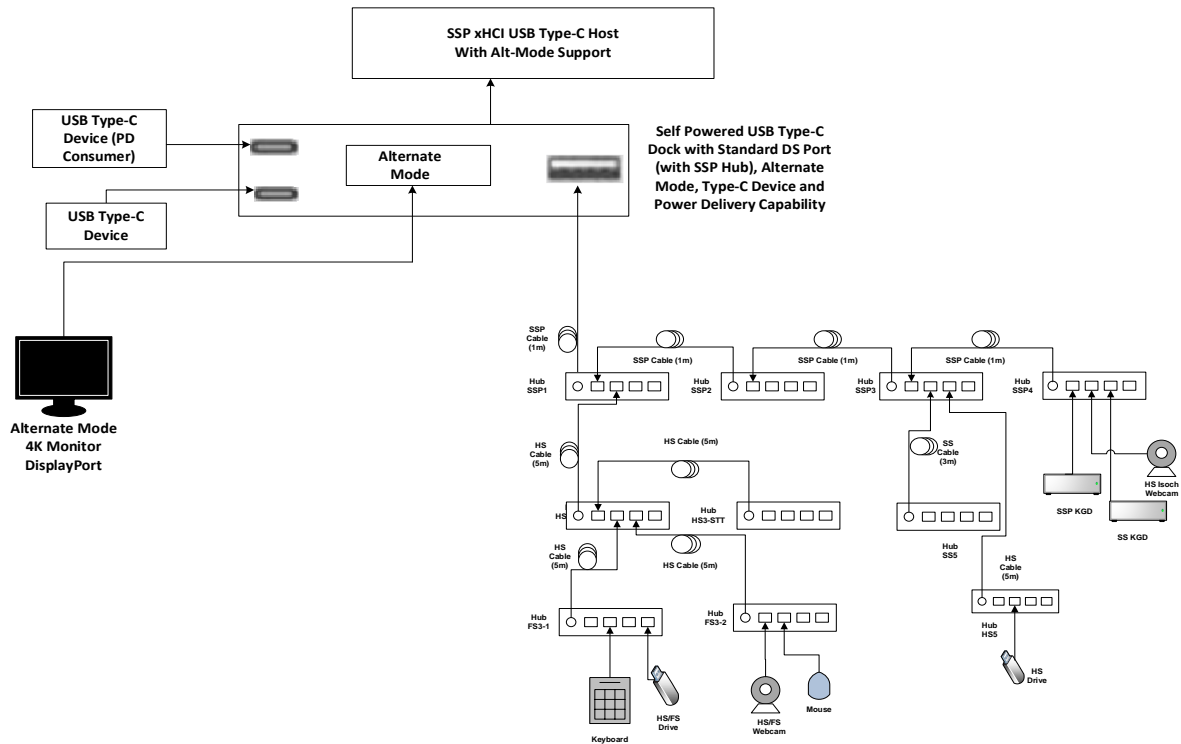 SSP xHCI USB Type-C Host
With Alt-Mode Support
USB Type-C
Device (PD
Consumer)
USB Type-C
Device
Alternate
Mode
Self Powered USB Type-C
Dock with Standard DS Port
(with SSP Hub), Alternate
Mode, Type-C Device and
Power Delivery Capability
Alternate Mode
4K Monitor
DisplayPort
SSP
Cable
(1m)
SSP Cable (1m)
SSP Cable (1m)
SSP Cable (1m)
Hub
SSP1
Hub
SSP2
Hub
SSP3
Hub
SSP4
HS
Cable
(5m)
HS Cable (5m)
SS
Cable
(3m)
HS Isoch
Webcam
SSP KGD
SS KGD
HS
Hub
HS3-STT
Hub
SS5
HS
Cable
(5m)
HS Cable (5m)
HS
Cable
(5m)
Hub
FS3-1
Hub
FS3-2
Hub
HS5
Keyboard
HS/FS
Drive
HS/FS
Webcam
Mouse
HS
Drive